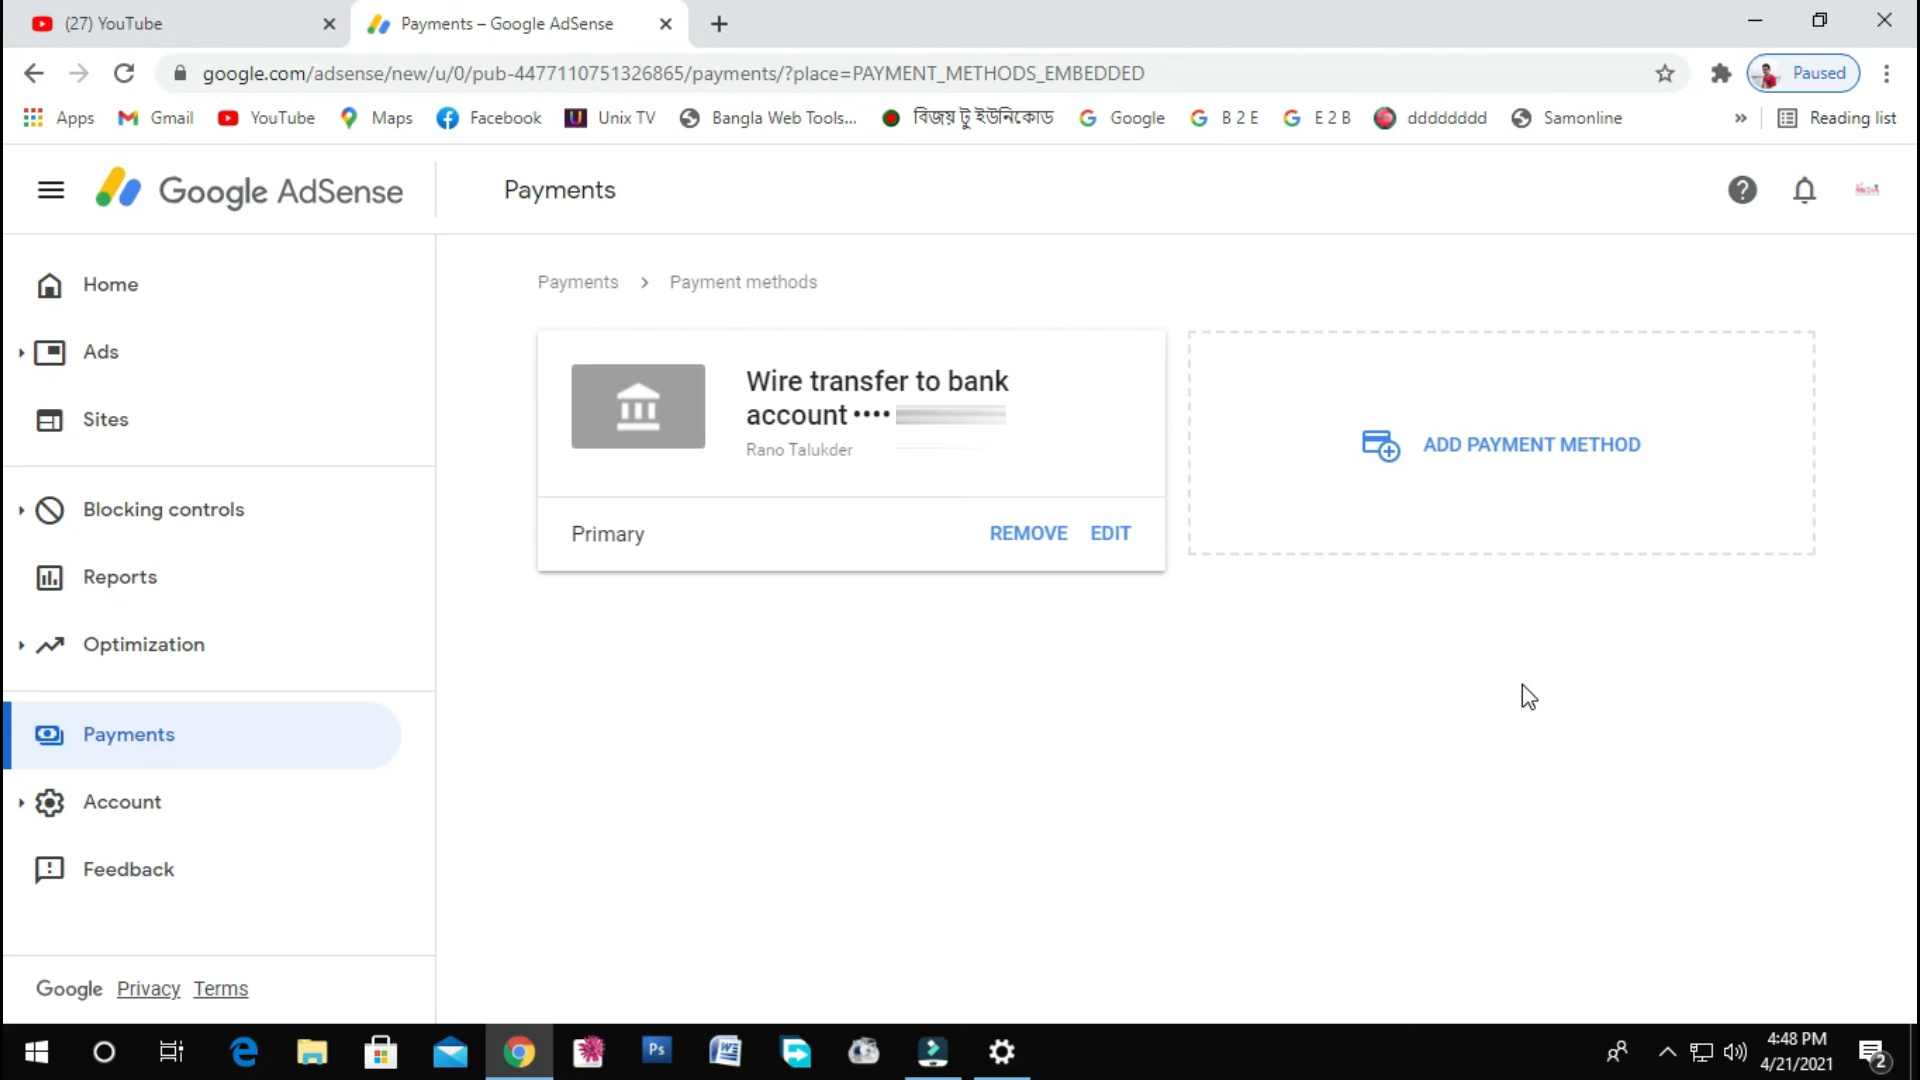 (27) YouTube
Payments – Google AdSense
google.com/adsense/new/u/0/pub-4477110751326865/payments/?place=PAYMENT_METHODS_EMBEDDED
Paused
Apps
Gmail
YouTube
Maps
Facebook
Unix TV
Bangla Web Tools...
বিজয় টু ইউনিকোড
Google
B 2 E
E 2 B
dddddddd
Samonline
»
Reading list
Google AdSense
Payments
Home
Ads
Sites
Blocking controls
Reports
Optimization
Payments
Account
Feedback
Google Privacy Terms
Payments > Payment methods
Wire transfer to bank
account ••••
Rano Talukder
Primary
REMOVE EDIT
ADD PAYMENT METHOD
Ps
4:48 PM
4/21/2021
2